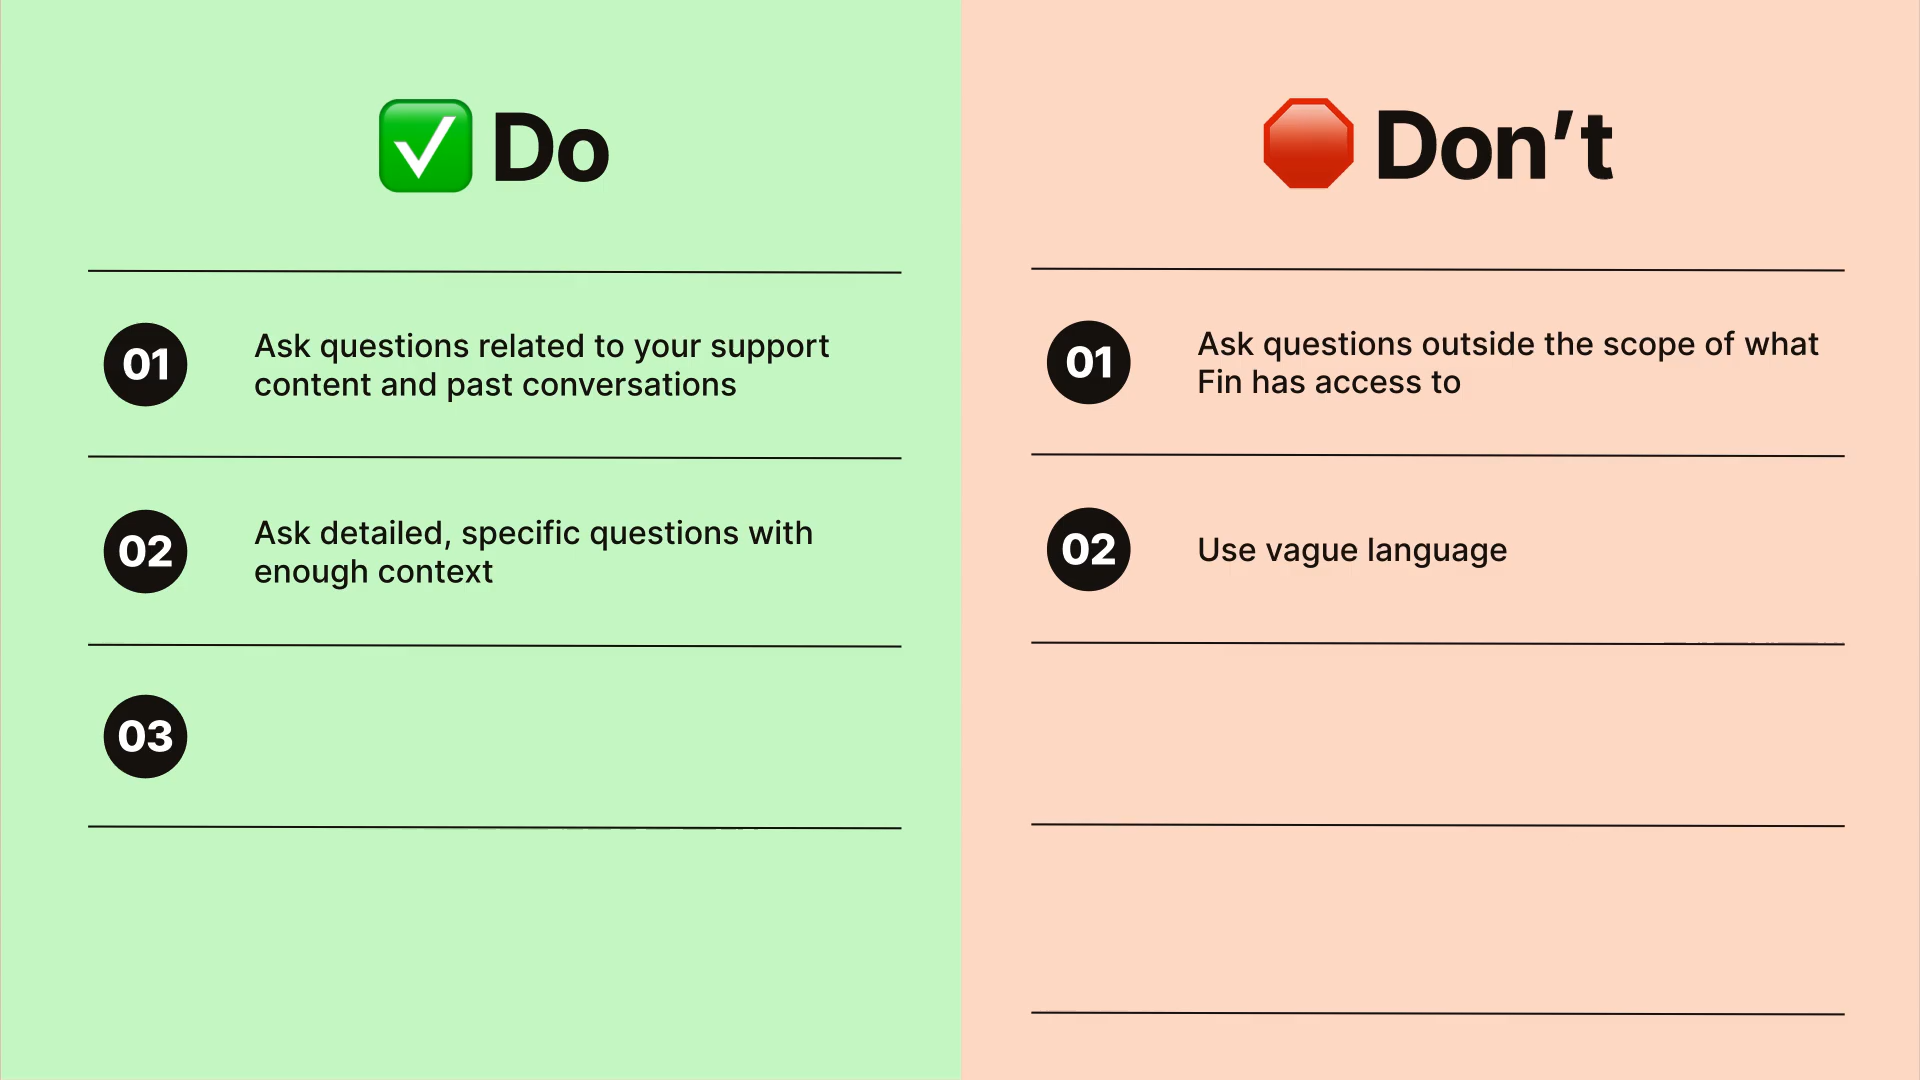 ✅ Do
01
Ask questions related to your support
content and past conversations
02
Ask detailed, specific questions with
enough context
03
🛑 Don’t
01
Ask questions outside the scope of what
Fin has access to
02
Use vague language